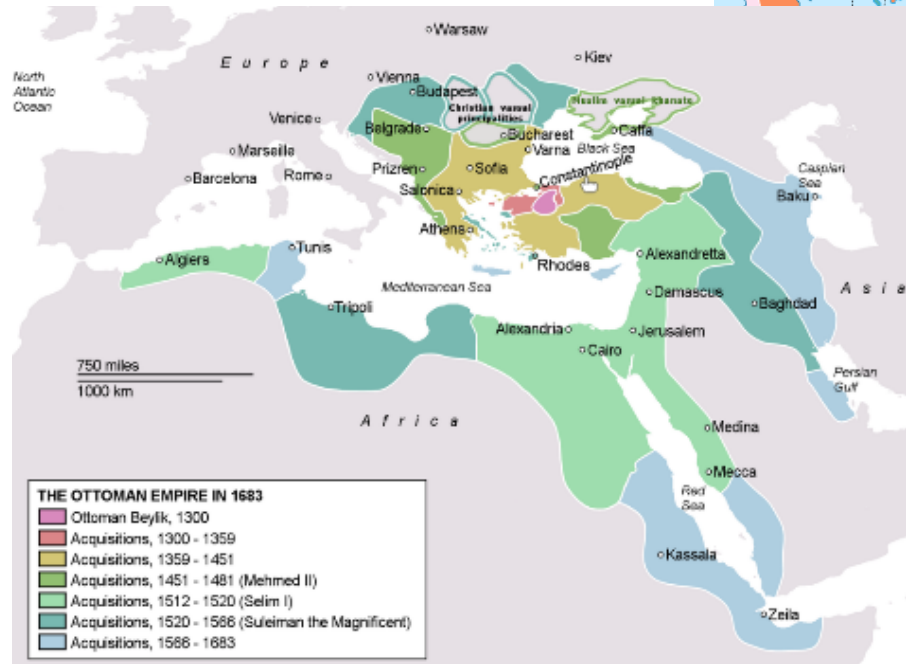 Warsaw
Kiev
Europe
North
Atlantic
Ocean
Vienna
Budapest
Christian vassal
principalities
Muslim vassal khanate
Venice
Belgrade
Bucharest
Caffa
Varna
Black Sea
Marseille
Barcelona
Rome
Prizren
Sofia
Constantinople
Caspian
Sea
Baku
Salonica
Athens
Tunis
Algiers
Rhodes
Alexandretta
Mediterranean Sea
Asia
Tripoli
Damascus
Baghdad
Alexandria
Jerusalem
Cairo
750 miles
1000 km
Persian
Gulf
Africa
Medina
Mecca
Red
Sea
Kassala
Zeila
THE OTTOMAN EMPIRE IN 1683
Ottoman Beylik, 1300
Acquisitions, 1300 - 1359
Acquisitions, 1359 - 1451
Acquisitions, 1451 - 1481 (Mehmed II)
Acquisitions, 1512 - 1520 (Selim I)
Acquisitions, 1520 - 1566 (Suleiman the Magnificent)
Acquisitions, 1566 - 1683